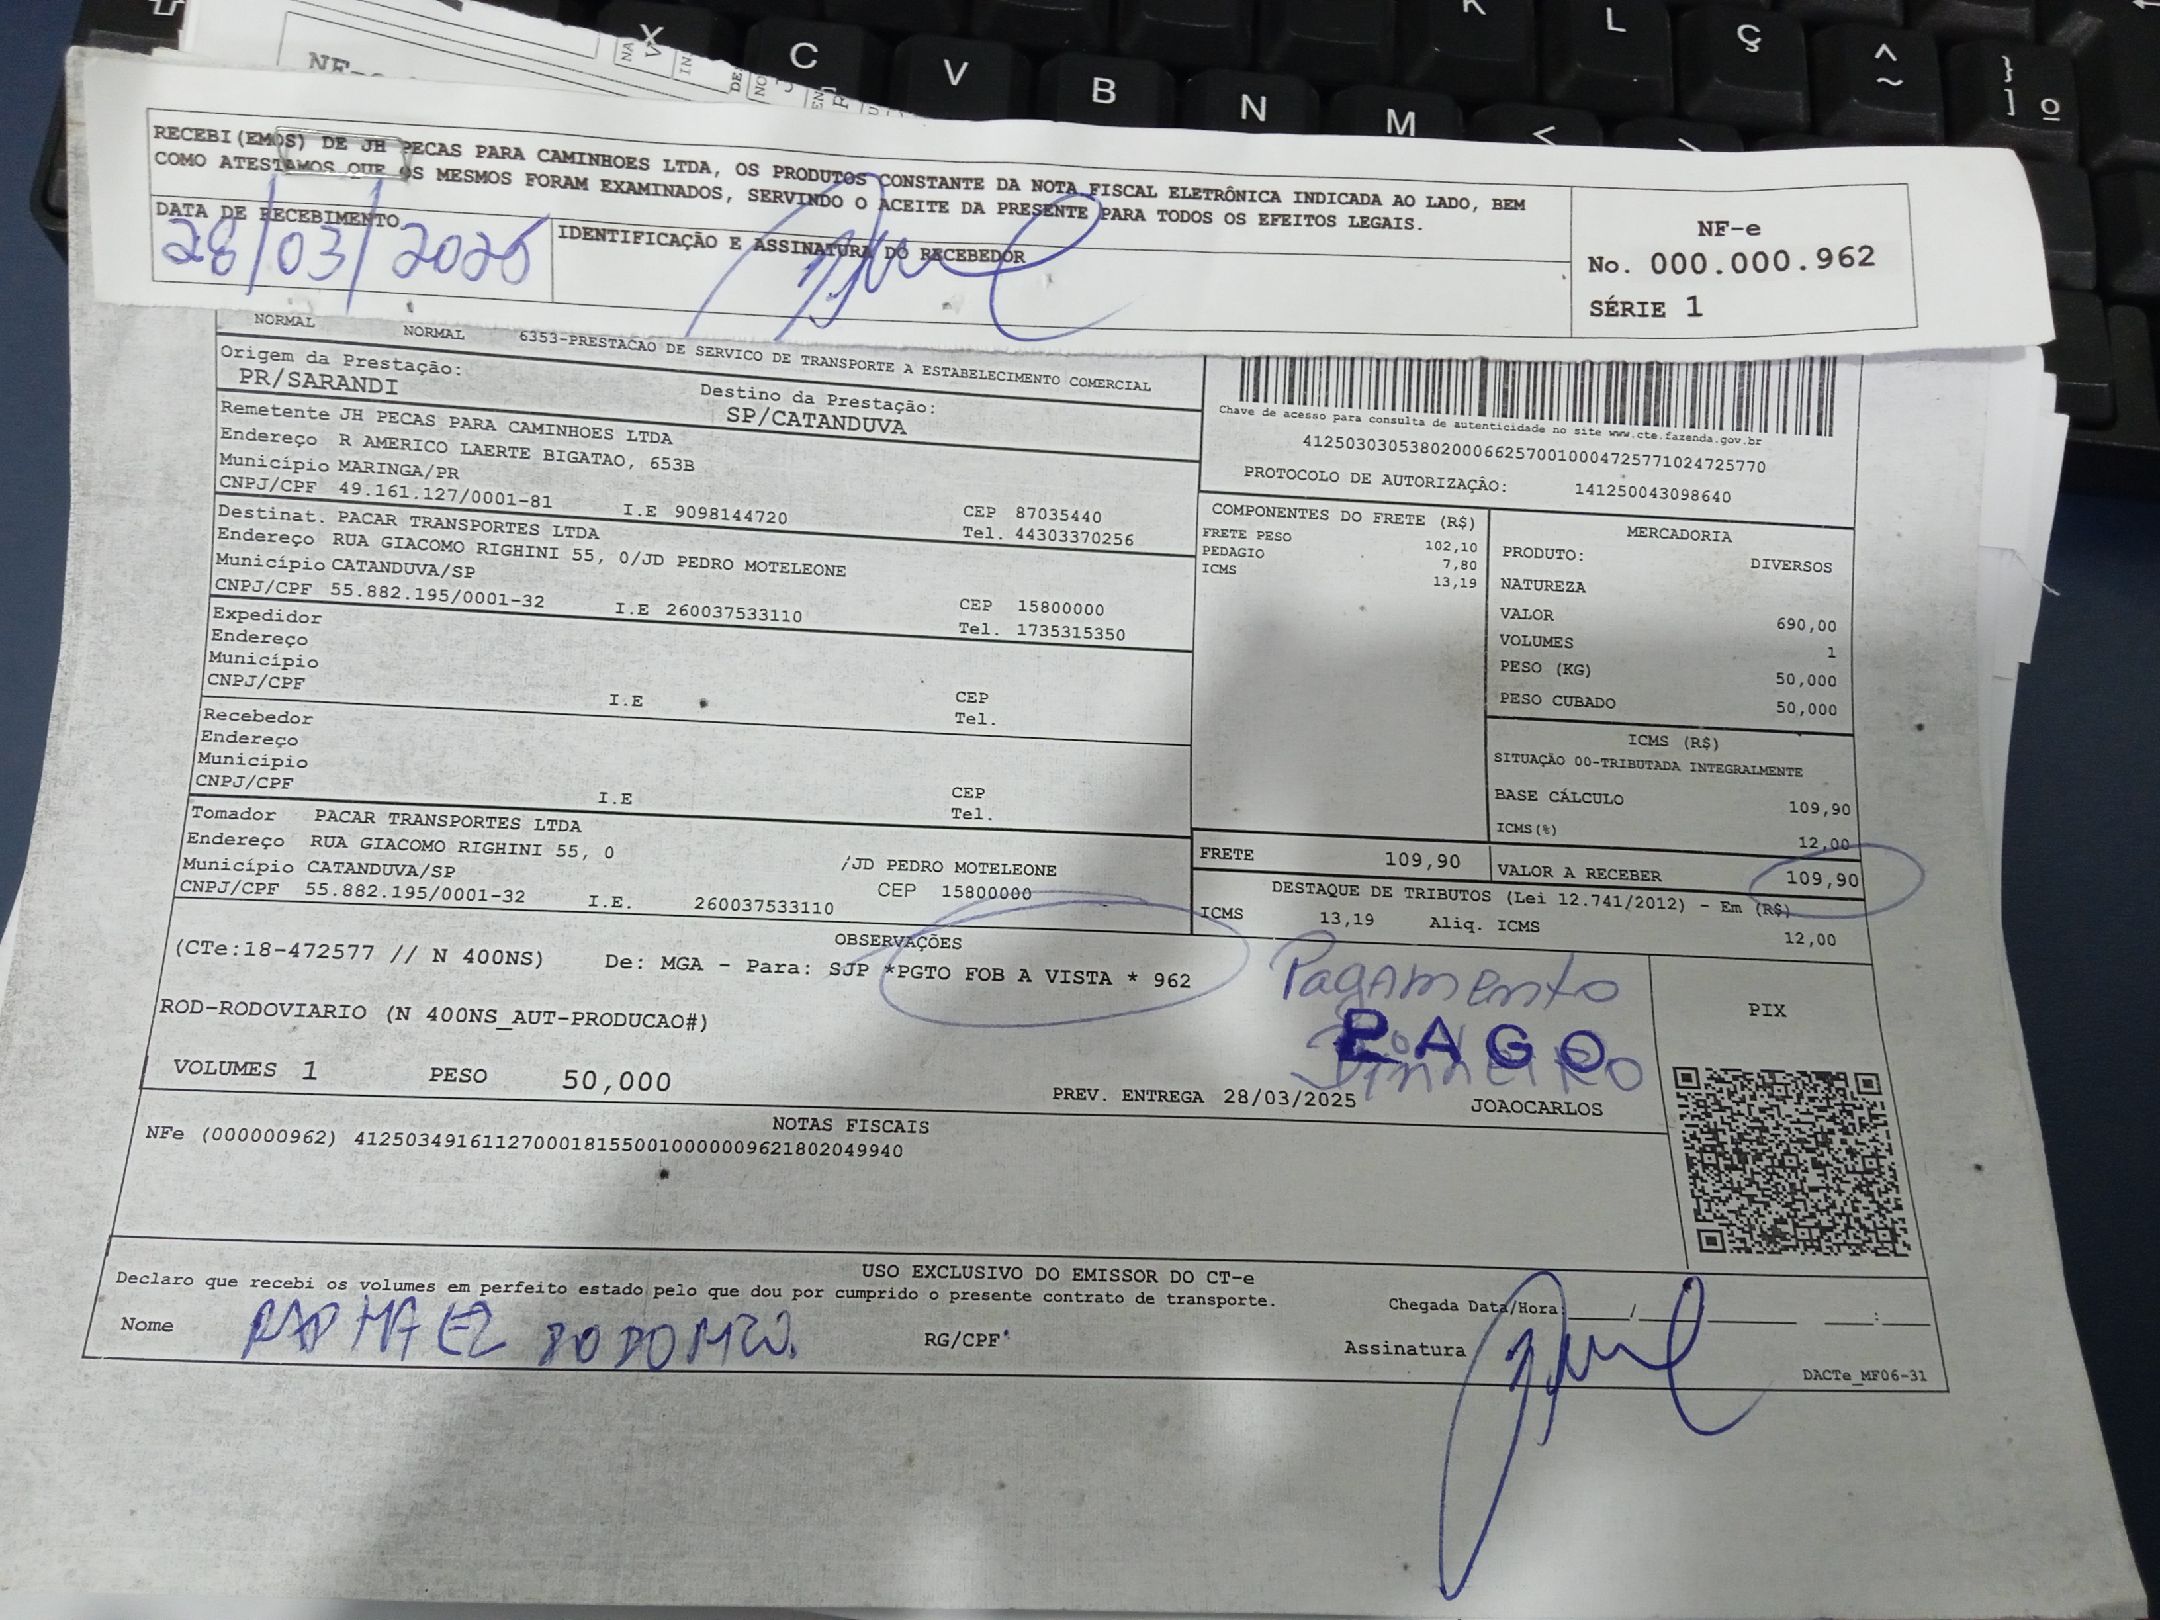 RECEBI(EMOS) DE JH PECAS PARA CAMINHOES LTDA, OS PRODUTOS CONSTANTE DA NOTA FISCAL ELETRÔNICA INDICADA AO LADO, BEM
COMO ATESTAMOS QUE OS MESMOS FORAM EXAMINADOS, SERVINDO O ACEITE DA PRESENTE PARA TODOS OS EFEITOS LEGAIS.
DATA DE RECEBIMENTO
28/03/2025
IDENTIFICAÇÃO E ASSINATURA DO RECEBEDOR
NF-e
No. 000.000.962
SÉRIE 1
NORMAL NORMAL 6353-PRESTACAO DE SERVICO DE TRANSPORTE A ESTABELECIMENTO COMERCIAL
Origem da Prestação:
PR/SARANDI
Destino da Prestação:
SP/CATANDUVA
Remetente JH PECAS PARA CAMINHOES LTDA
Endereço R AMERICO LAERTE BIGATAO, 653B
Município MARINGA/PR
CNPJ/CPF 49.161.127/0001-81 I.E 9098144720 CEP 87035440
Tel. 44303370256
Destinat. PACAR TRANSPORTES LTDA
Endereço RUA GIACOMO RIGHINI 55, 0/JD PEDRO MOTELEONE
Município CATANDUVA/SP
CNPJ/CPF 55.882.195/0001-32 I.E 260037533110 CEP 15800000
Tel. 1735315350
Expedidor
Endereço
Município
CNPJ/CPF I.E CEP
Tel.
Recebedor
Endereço
Município
CNPJ/CPF I.E CEP
Tel.
Tomador PACAR TRANSPORTES LTDA
Endereço RUA GIACOMO RIGHINI 55, 0 /JD PEDRO MOTELEONE
Município CATANDUVA/SP CEP 15800000
CNPJ/CPF 55.882.195/0001-32 I.E. 260037533110
Chave de acesso para consulta de autenticidade no site www.cte.fazenda.gov.br
41250303053802000662570010004725771024725770
PROTOCOLO DE AUTORIZAÇÃO: 141250043098640
COMPONENTES DO FRETE (R$)
FRETE PESO 102,10
PEDAGIO 7,80
ICMS 13,19
MERCADORIA
PRODUTO: DIVERSOS
NATUREZA
VALOR 690,00
VOLUMES 1
PESO (KG) 50,000
PESO CUBADO 50,000
ICMS (R$)
SITUAÇÃO 00-TRIBUTADA INTEGRALMENTE
BASE CÁLCULO 109,90
ICMS(%) 12,00
FRETE 109,90 VALOR A RECEBER 109,90
DESTAQUE DE TRIBUTOS (Lei 12.741/2012) - Em (R$)
ICMS 13,19 Aliq. ICMS 12,00
OBSERVAÇÕES
(CTe:18-472577 // N 400NS) De: MGA - Para: SJP *PGTO FOB A VISTA * 962
Pagamento
PAGO
Dinheiro
ROD-RODOVIARIO (N 400NS_AUT-PRODUCAO#)
VOLUMES 1 PESO 50,000 PREV. ENTREGA 28/03/2025 JOAOCARLOS
PIX
NOTAS FISCAIS
NFe (000000962) 41250349161127000181550010000009621802049940
USO EXCLUSIVO DO EMISSOR DO CT-e
Declaro que recebi os volumes em perfeito estado pelo que dou por cumprido o presente contrato de transporte.
Chegada Data/Hora: / :
Nome RG/CPF Assinatura
DACTe_MF06-31
K
L
Ç
X
C
V
B
N
M